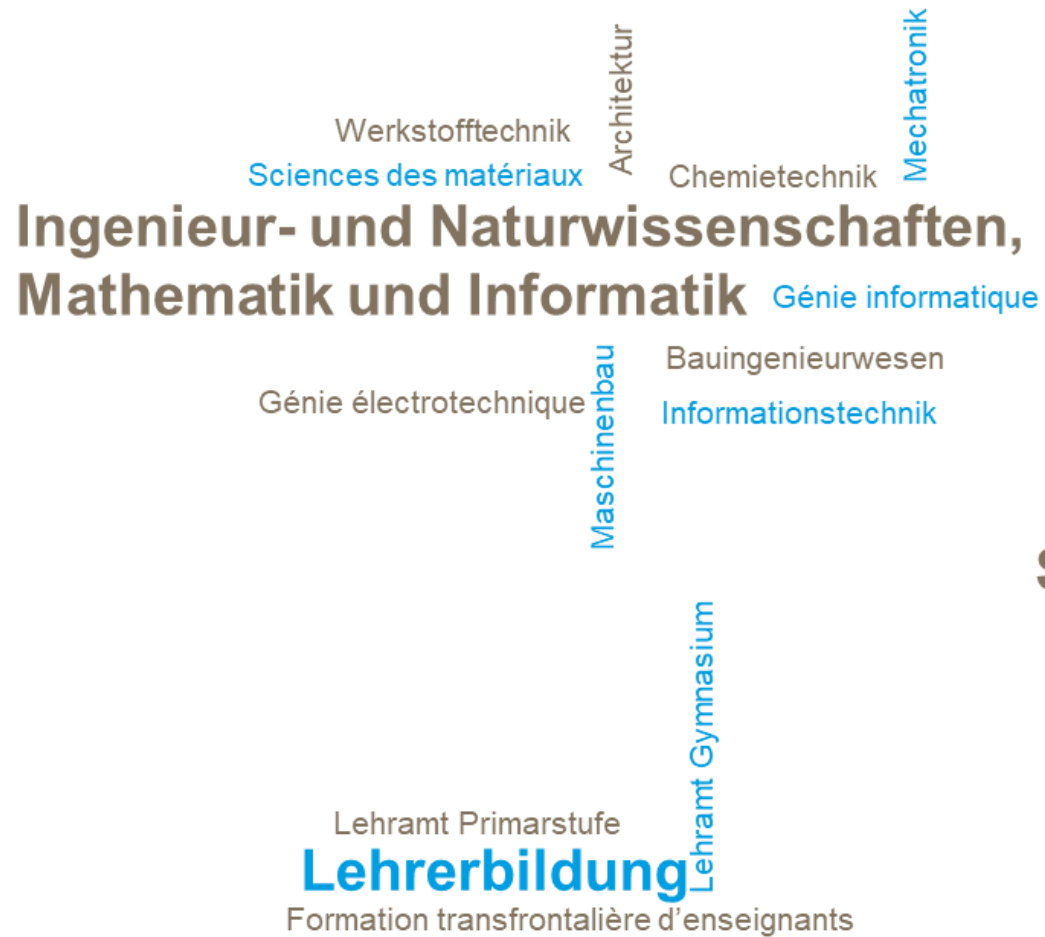 Mechatronik
Architektur
Werkstofftechnik
Sciences des matériaux
Chemietechnik
Ingenieur- und Naturwissenschaften,
Mathematik und Informatik
Génie informatique
Bauingenieurwesen
Génie électrotechnique
Maschinenbau
Informationstechnik
Lehramt Gymnasium
Lehramt Primarstufe
Lehrerbildung
Formation transfrontalière d’enseignants